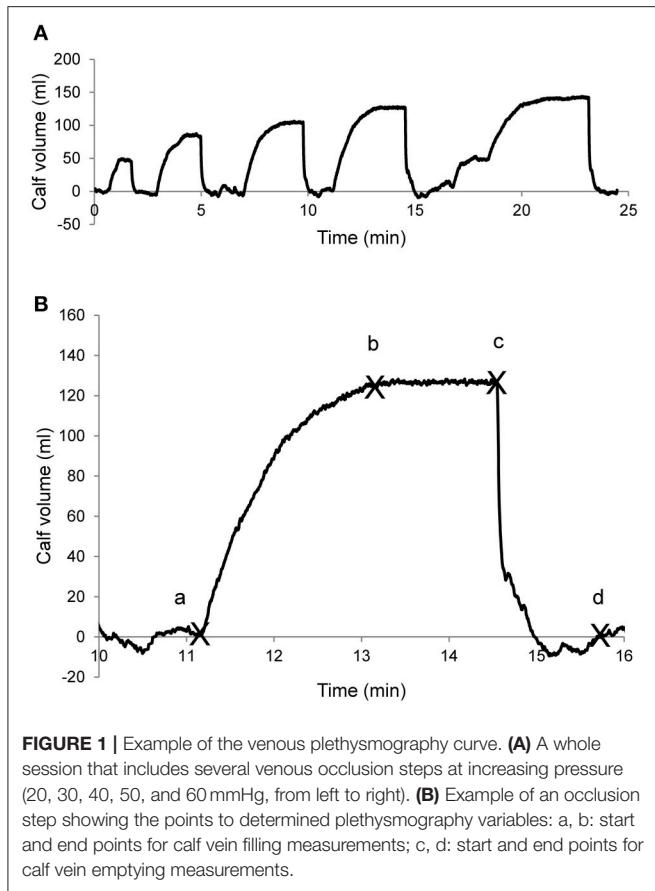 A
200
150
100
50
0
-50
Calf volume (ml)
0 5 10 15 20 25
Time (min)
B
160
140
120
100
80
60
40
20
0
-20
Calf volume (ml)
a b c d
10 11 12 13 14 15 16
Time (min)
FIGURE 1 | Example of the venous plethysmography curve. (A) A whole
session that includes several venous occlusion steps at increasing pressure
(20, 30, 40, 50, and 60 mmHg, from left to right). (B) Example of an occlusion
step showing the points to determined plethysmography variables: a, b: start
and end points for calf vein filling measurements; c, d: start and end points for
calf vein emptying measurements.